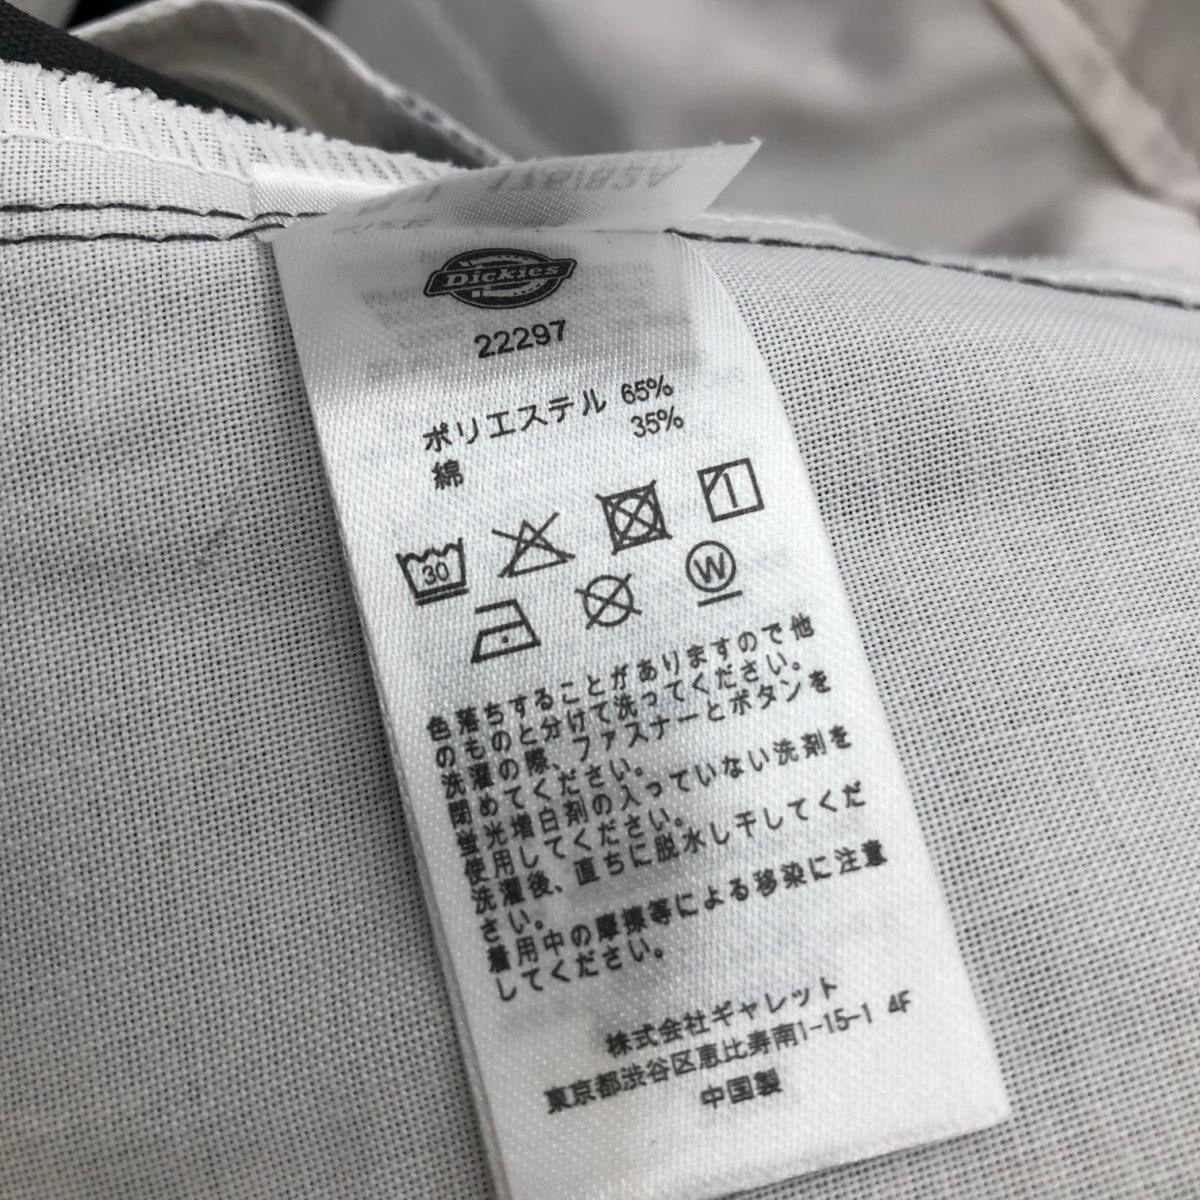 Dickies
22297
ポリエステル 65%
綿 35%
30
W
色落ちすることがありますので他
のものと分けて洗ってください。
洗濯の際、ファスナーとボタンを
閉めてください。
蛍光増白剤の入っていない洗剤を
使用してください。
洗濯後、直ちに脱水し干してくだ
さい。
着用中の摩擦等による移染に注意
してください。
株式会社ギャレット
東京都渋谷区恵比寿南1-15-1 4F
中国製